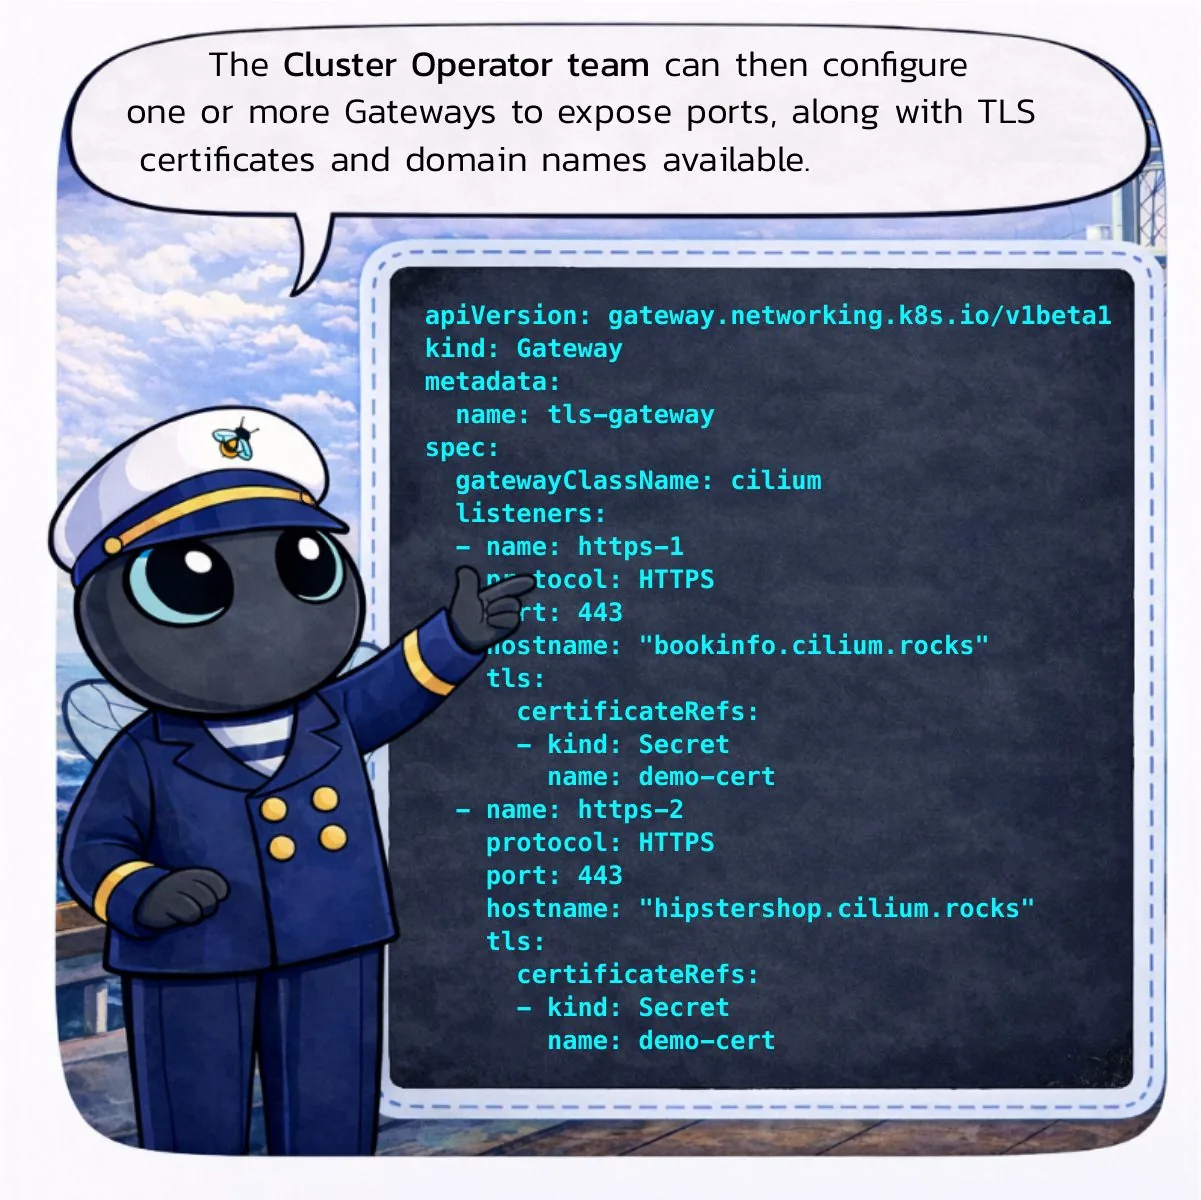 The Cluster Operator team can then configure
one or more Gateways to expose ports, along with TLS
certificates and domain names available.
apiVersion: gateway.networking.k8s.io/v1beta1
kind: Gateway
metadata:
  name: tls-gateway
spec:
  gatewayClassName: cilium
  listeners:
  - name: https-1
    protocol: HTTPS
    port: 443
    hostname: "bookinfo.cilium.rocks"
    tls:
      certificateRefs:
      - kind: Secret
        name: demo-cert
  - name: https-2
    protocol: HTTPS
    port: 443
    hostname: "hipstershop.cilium.rocks"
    tls:
      certificateRefs:
      - kind: Secret
        name: demo-cert